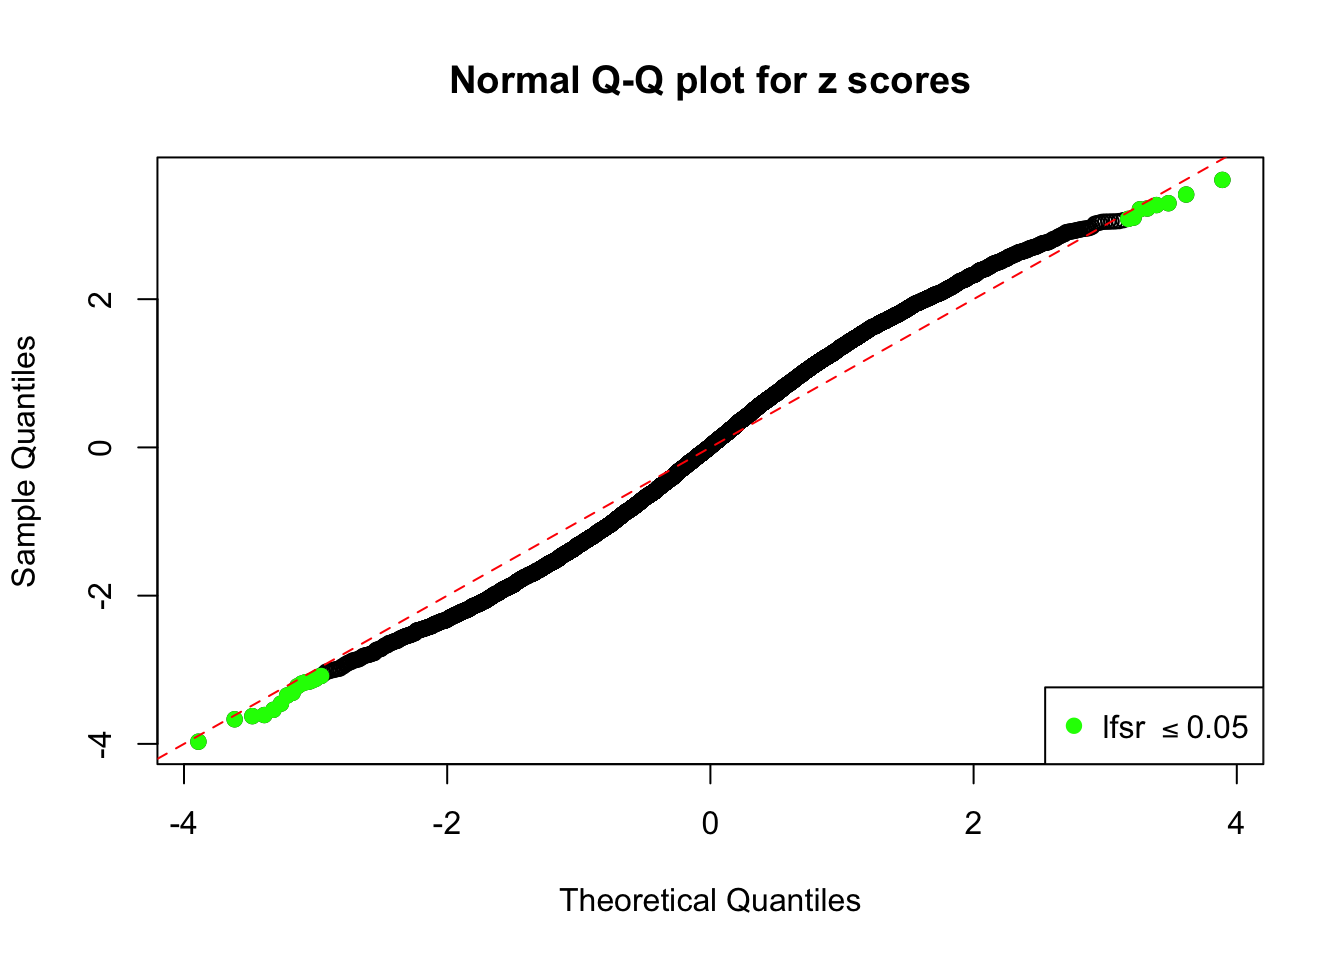 Normal Q-Q plot for z scores
Sample Quantiles
2
0
-2
-4
lfsr ≤ 0.05
-4 -2 0 2 4
Theoretical Quantiles